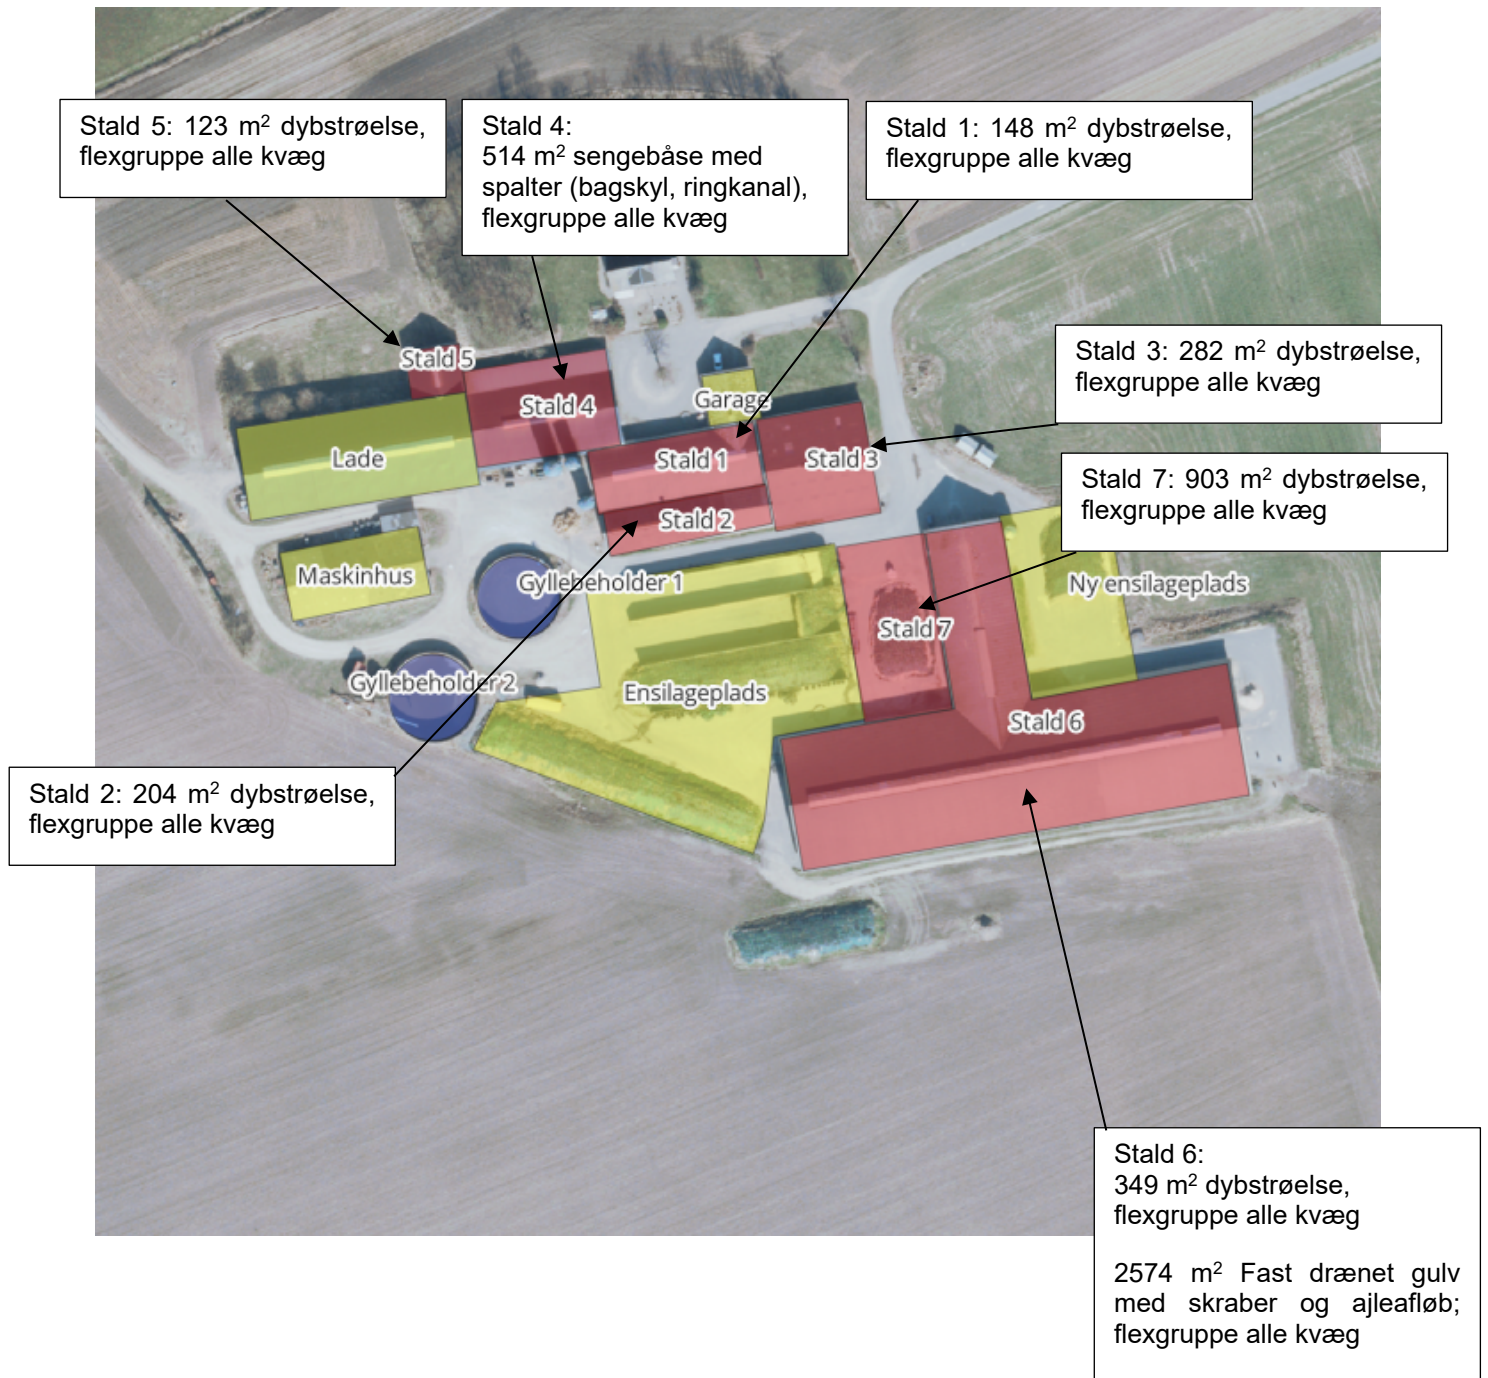 Stald 5: 123 m² dybstrøelse,
flexgruppe alle kvæg
Stald 4:
514 m² sengebåse med
spalter (bagskyl, ringkanal),
flexgruppe alle kvæg
Stald 1: 148 m² dybstrøelse,
flexgruppe alle kvæg
Stald 3: 282 m² dybstrøelse,
flexgruppe alle kvæg
Stald 7: 903 m² dybstrøelse,
flexgruppe alle kvæg
Stald 5
Stald 4
Garage
Lade
Stald 1
Stald 3
Stald 2
Maskinhus
Gyllebeholder 1
Ny ensilageplads
Stald 7
Gyllebeholder 2
Ensilageplads
Stald 6
Stald 2: 204 m² dybstrøelse,
flexgruppe alle kvæg
Stald 6:
349 m² dybstrøelse,
flexgruppe alle kvæg
2574 m² Fast drænet gulv
med skraber og ajleafløb;
flexgruppe alle kvæg